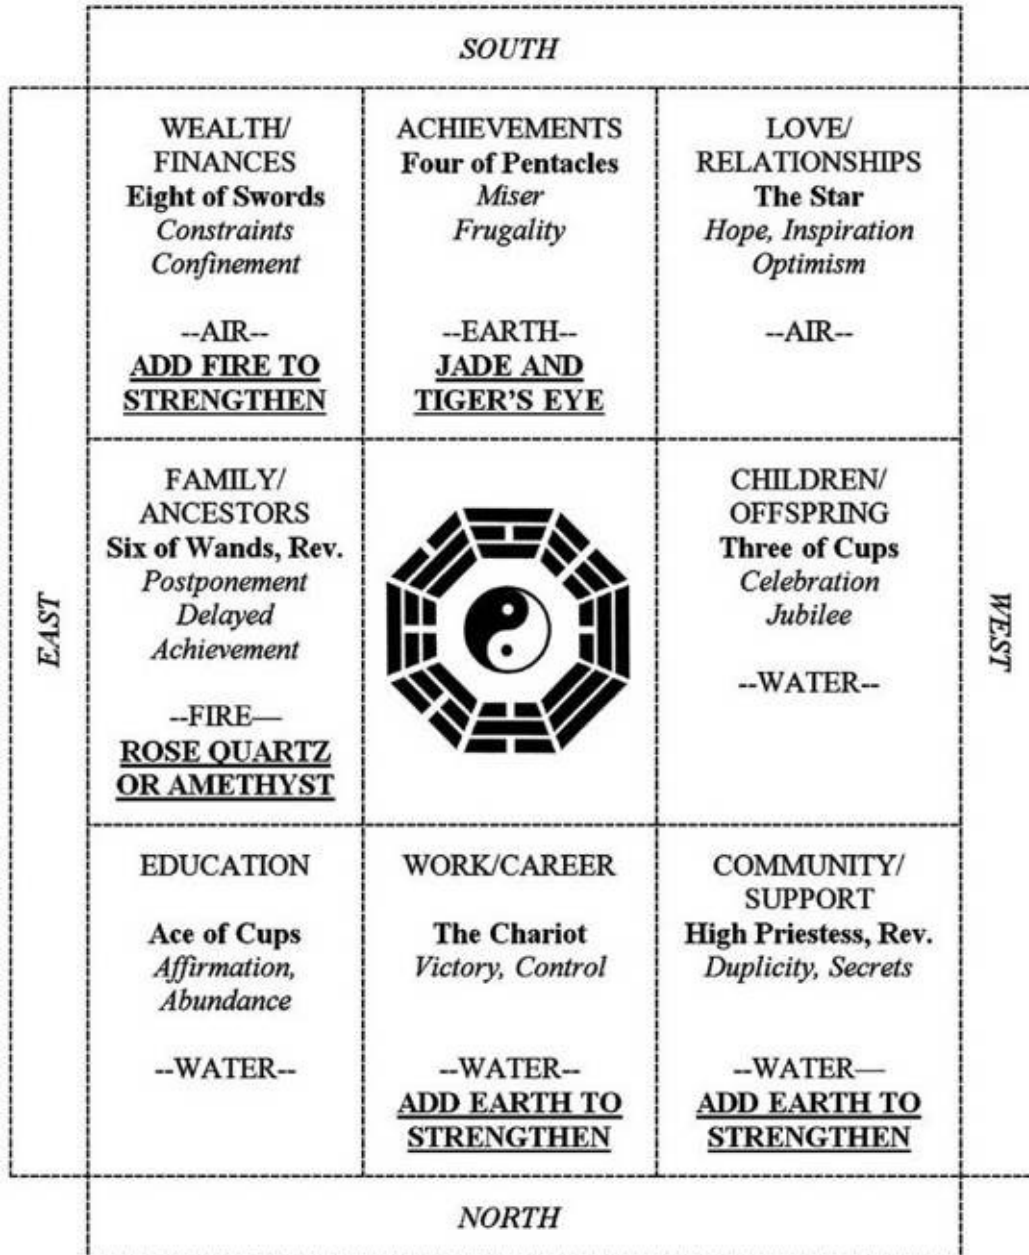 SOUTH
EAST
WEALTH/
FINANCES
Eight of Swords
Constraints
Confinement
--AIR--
ADD FIRE TO
STRENGTHEN
ACHIEVEMENTS
Four of Pentacles
Miser
Frugality
--EARTH--
JADE AND
TIGER'S EYE
LOVE/
RELATIONSHIPS
The Star
Hope, Inspiration
Optimism
--AIR--
FAMILY/
ANCESTORS
Six of Wands, Rev.
Postponement
Delayed
Achievement
--FIRE—
ROSE QUARTZ
OR AMETHYST
CHILDREN/
OFFSPRING
Three of Cups
Celebration
Jubilee
--WATER--
WEST
EDUCATION
Ace of Cups
Affirmation,
Abundance
--WATER--
WORK/CAREER
The Chariot
Victory, Control
--WATER--
ADD EARTH TO
STRENGTHEN
COMMUNITY/
SUPPORT
High Priestess, Rev.
Duplicity, Secrets
--WATER—
ADD EARTH TO
STRENGTHEN
NORTH